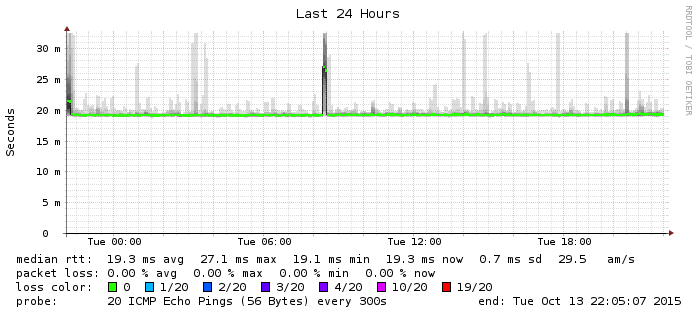 Last 24 Hours
RRDTOOL / TOBI OETIKER
Seconds
30 m
25 m
20 m
15 m
10 m
5 m
0
Tue 00:00 Tue 06:00 Tue 12:00 Tue 18:00
median rtt: 19.3 ms avg 27.1 ms max 19.1 ms min 19.3 ms now 0.7 ms sd 29.5 am/s
packet loss: 0.00 % avg 0.00 % max 0.00 % min 0.00 % now
loss color: 0 1/20 2/20 3/20 4/20 10/20 19/20
probe: 20 ICMP Echo Pings (56 Bytes) every 300s end: Tue Oct 13 22:05:07 2015